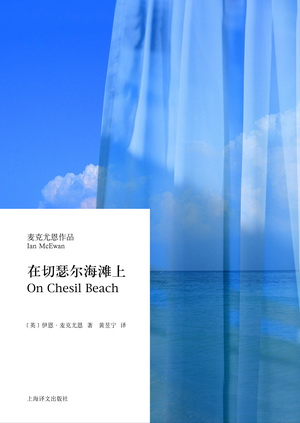 麦克尤恩作品
Ian McEwan
在切瑟尔海滩上
On Chesil Beach
〔英〕伊恩·麦克尤恩 著 黄昱宁 译
上海译文出版社